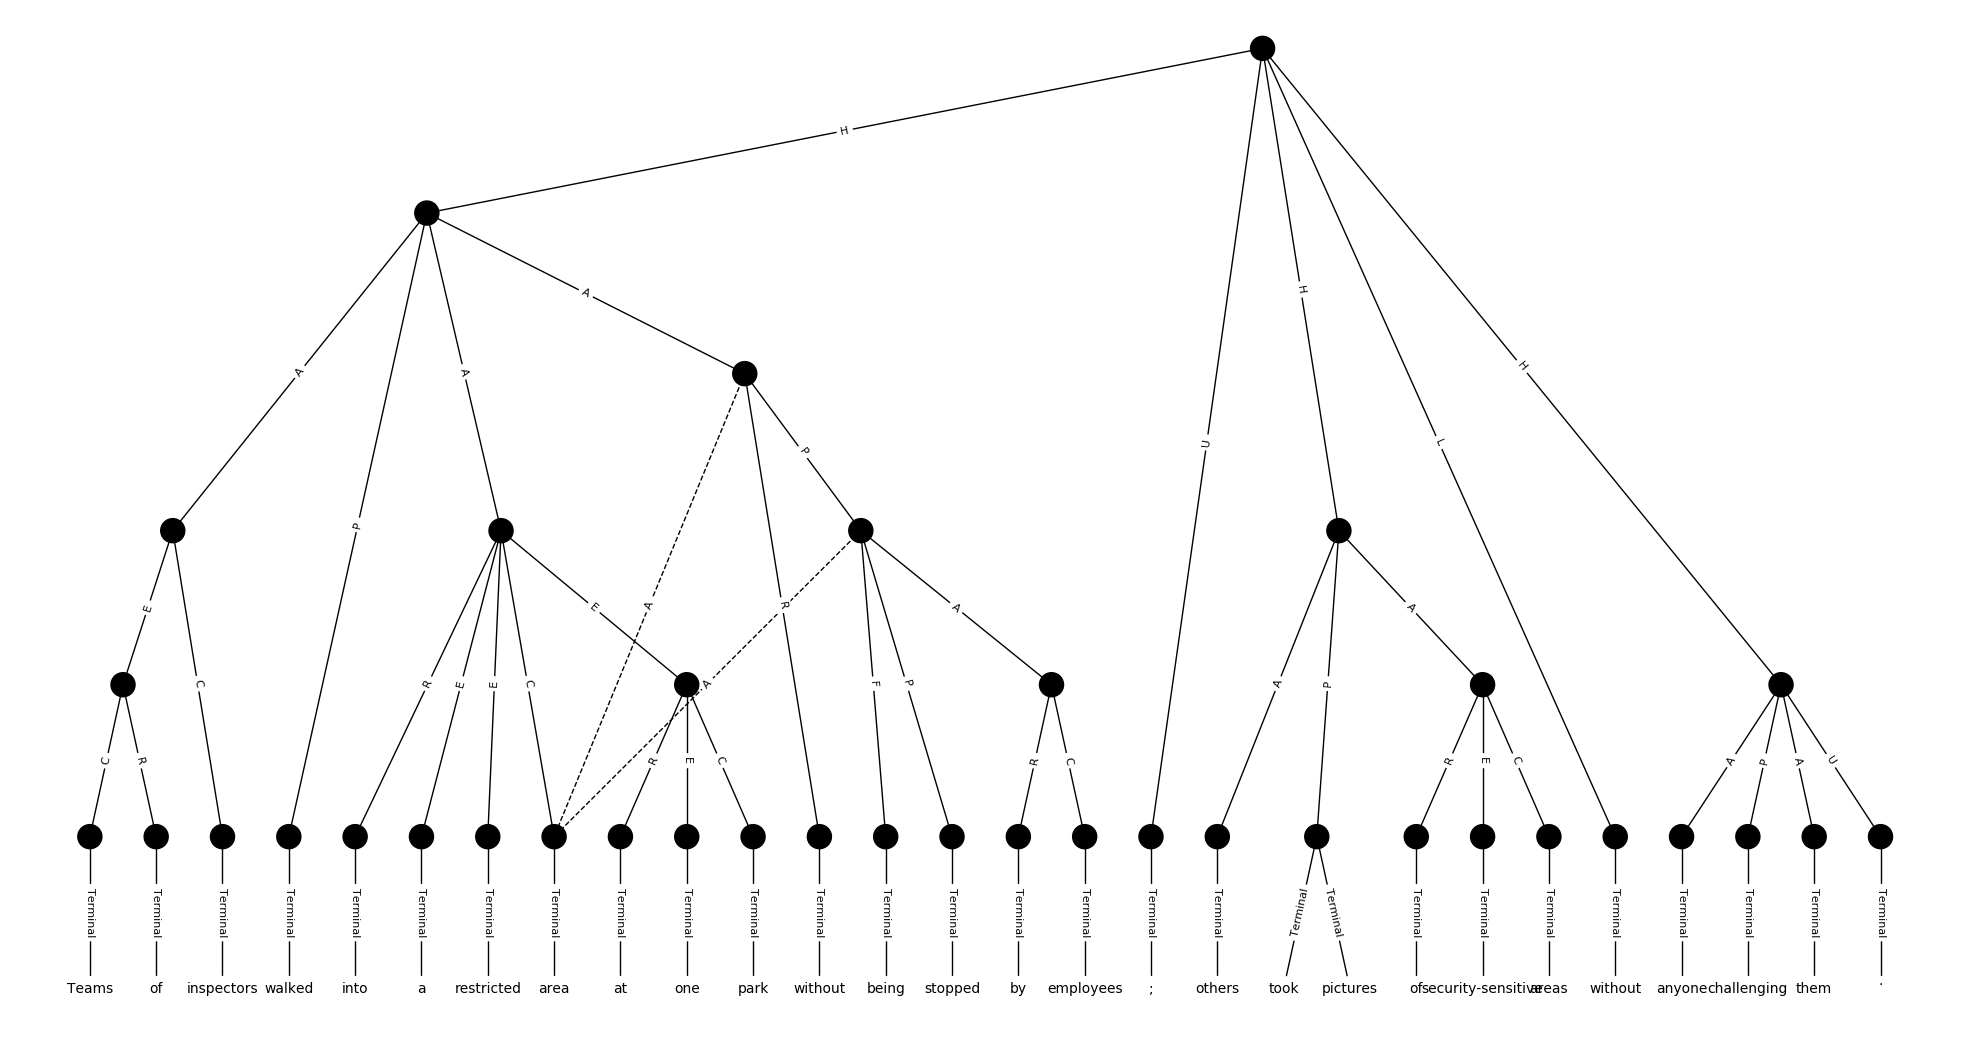 H
A
A
A
P
H
U
P
L
H
E
A
R
E
A
A
C
R
E
E
C
A
F
P
A
P
C
R
R
E
C
R
C
R
E
C
A
P
A
U
Terminal Terminal Terminal Terminal Terminal Terminal Terminal Terminal Terminal Terminal Terminal Terminal Terminal Terminal Terminal Terminal Terminal Terminal Terminal Terminal Terminal Terminal Terminal Terminal Terminal Terminal Terminal Terminal
Teams of inspectors walked into a restricted area at one park without being stopped by employees ; others took pictures of security-sensitive areas without anyone challenging them .